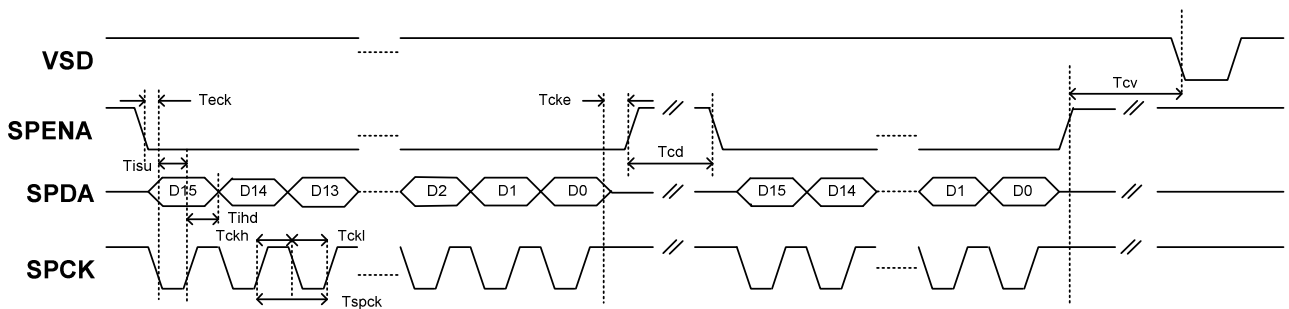 VSD
Tcv
Teck
Tcke
SPENA
Tcd
Tisu
SPDA
D15 D14 D13 D2 D1 D0 D15 D14 D1 D0
Tihd
Tckh Tckl
SPCK
Tspck